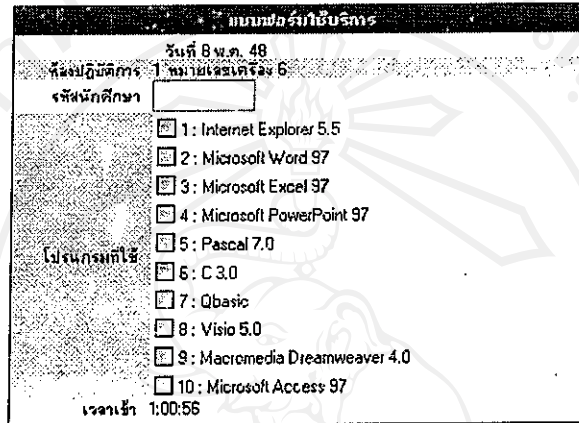 แบบฟอร์มใช้บริการ
วันที่ 8 พ.ค. 48
ห้องปฏิบัติการ 1 หมายเลขเครื่อง 6
รหัสนักศึกษา
โปรแกรมที่ใช้
1 : Internet Explorer 5.5
2 : Microsoft Word 97
3 : Microsoft Excel 97
4 : Microsoft PowerPoint 97
5 : Pascal 7.0
6 : C 3.0
7 : Qbasic
8 : Visio 5.0
9 : Macromedia Dreamweaver 4.0
10 : Microsoft Access 97
เวลาเข้า 1:00:56